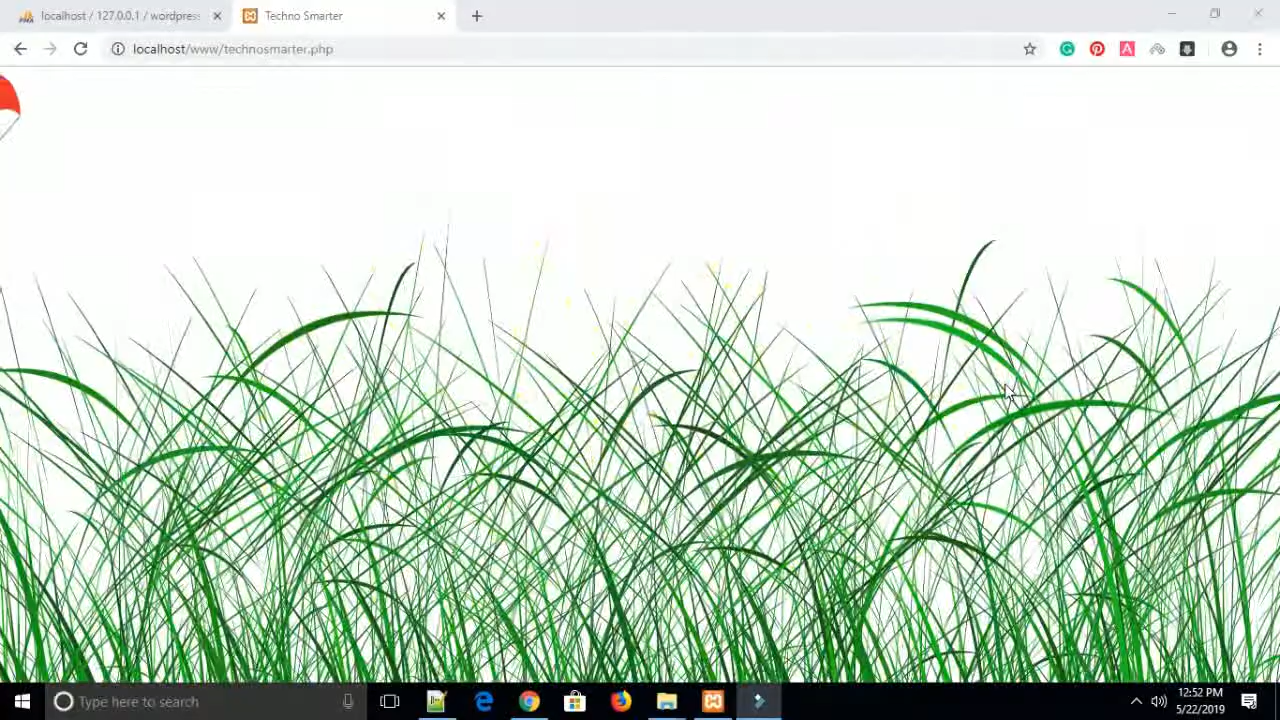 localhost / 127.0.0.1 / wordpress
Techno Smarter
localhost/www/technosmarter.php
A
Type here to search
12:52 PM
5/22/2019